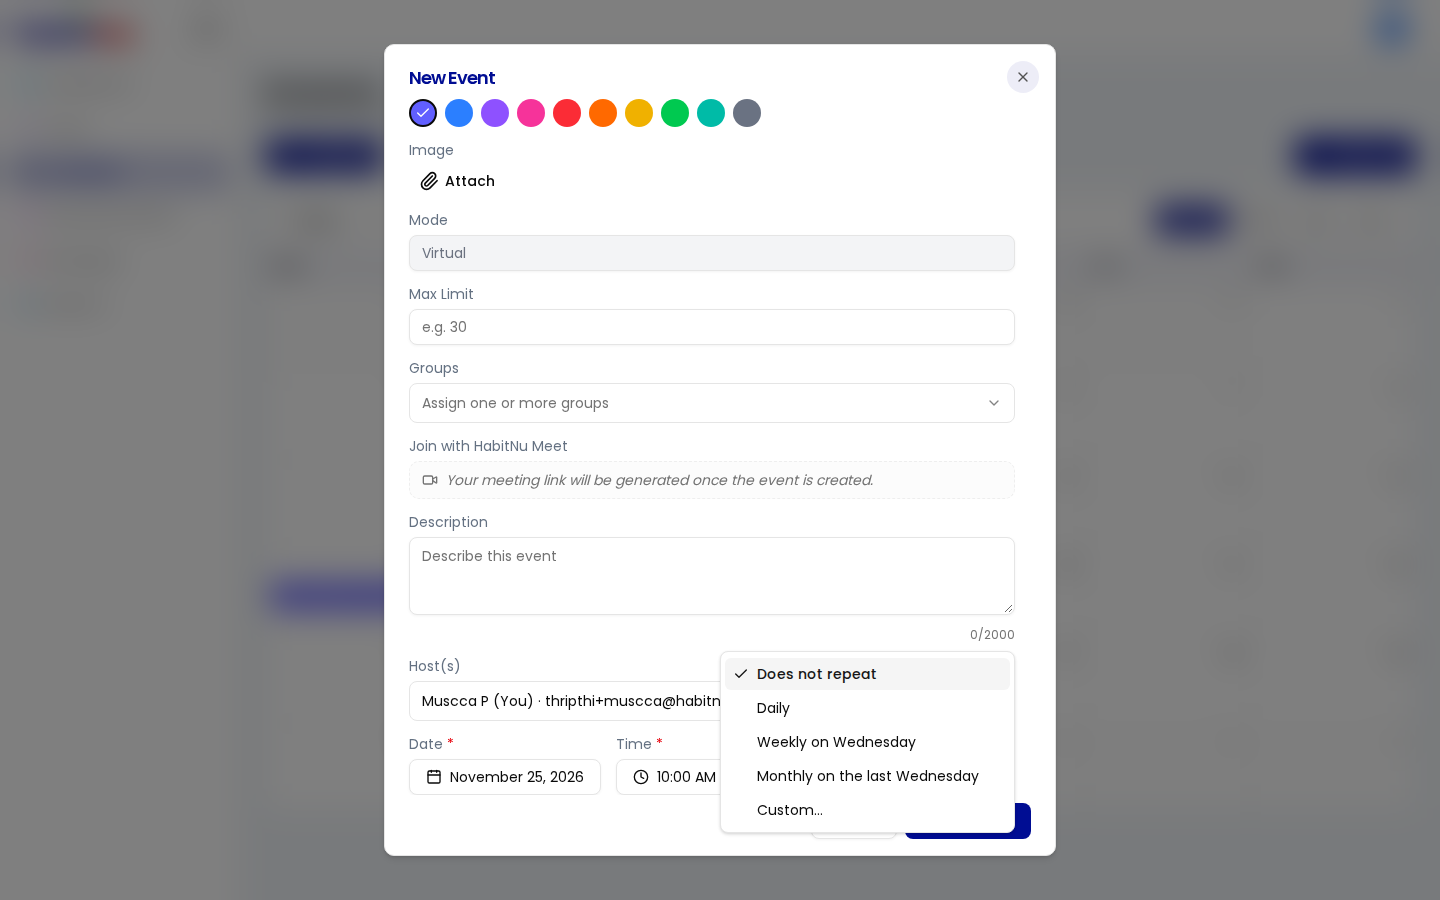 New Event
Image
Attach
Mode
Virtual
Max Limit
e.g. 30
Groups
Assign one or more groups
Join with HabitNu Meet
Your meeting link will be generated once the event is created.
Description
Describe this event
0/2000
Host(s)
Muscca P (You) · thripthi+muscca@habitn
Date *
Time *
November 25, 2026
10:00 AM
Does not repeat
Daily
Weekly on Wednesday
Monthly on the last Wednesday
Custom...